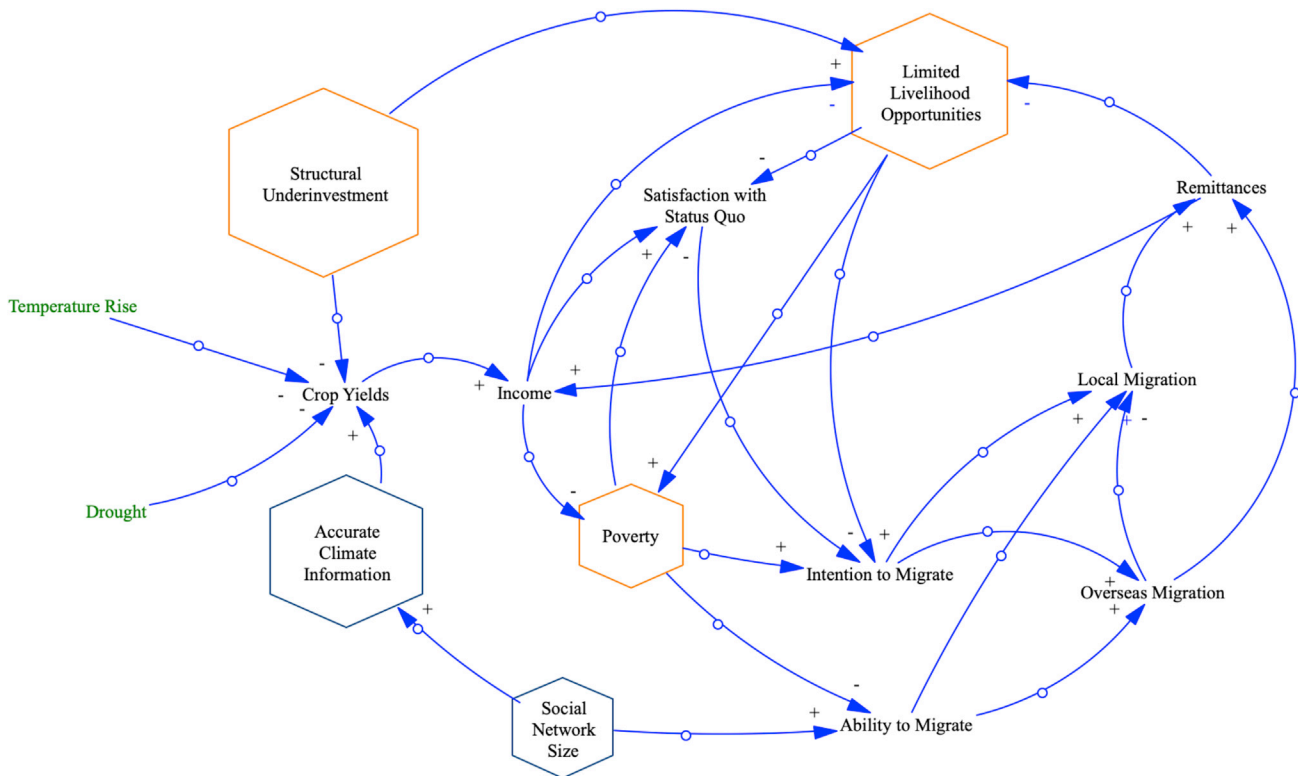 Limited
Livelihood
Opportunities
+
-
-
-
Structural
Underinvestment
Satisfaction with
Status Quo
+
-
Remittances
+
+
Temperature Rise
-
-
-
Crop Yields
+
+
Income
+
Local Migration
+
+
-
Drought
Accurate
Climate
Information
+
-
+
Poverty
+
-
+
Intention to Migrate
+
+
Overseas Migration
Social
Network
Size
+
-
Ability to Migrate